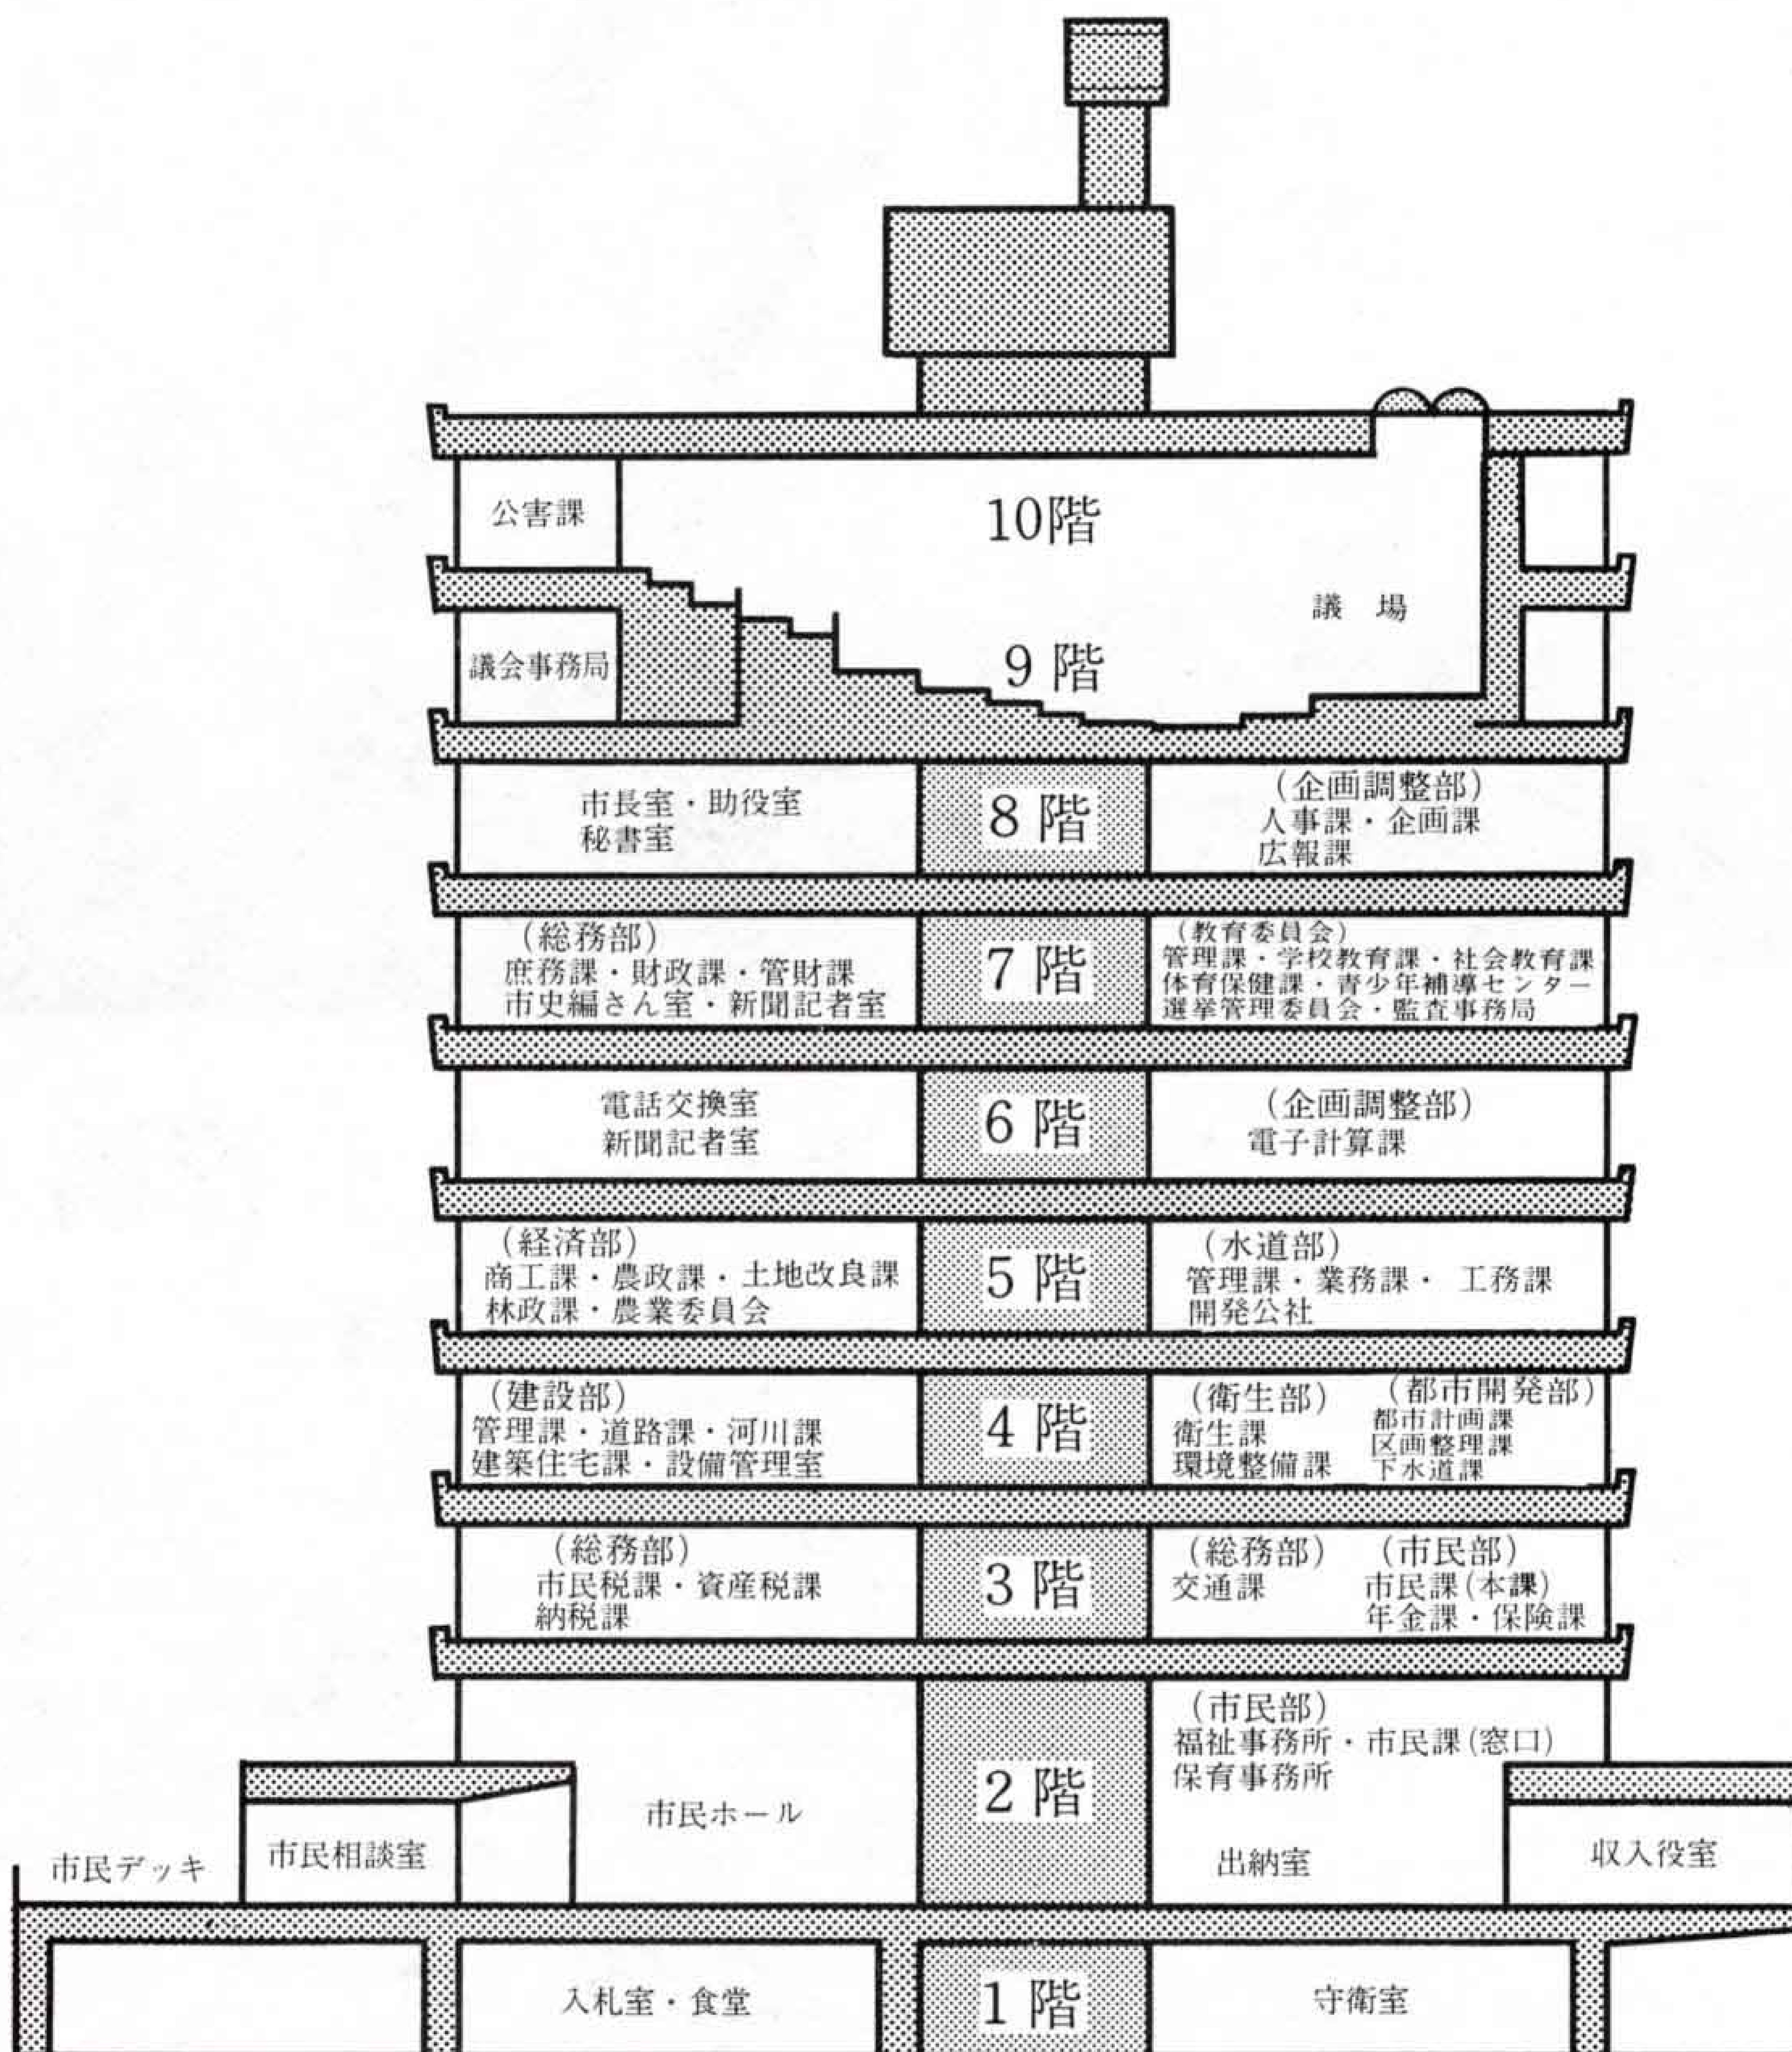 公害課
10階
議 場
議会事務局
9階
市長室・助役室
秘書室
8階
(企画調整部)
人事課・企画課
広報課
(総務部)
庶務課・財政課・管財課
市史編さん室・新聞記者室
7階
(教育委員会)
管理課・学校教育課・社会教育課
体育保健課・青少年補導センター
選挙管理委員会・監査事務局
電話交換室
新聞記者室
6階
(企画調整部)
電子計算課
(経済部)
商工課・農政課・土地改良課
林政課・農業委員会
5階
(水道部)
管理課・業務課・工務課
開発公社
(建設部)
管理課・道路課・河川課
建築住宅課・設備管理室
4階
(衛生部)
衛生課
環境整備課
(都市開発部)
都市計画課
区画整理課
下水道課
(総務部)
市民税課・資産税課
納税課
3階
(総務部)
交通課
(市民部)
市民課(本課)
年金課・保険課
市民デッキ
市民相談室
市民ホール
2階
(市民部)
福祉事務所・市民課(窓口)
保育事務所
出納室
収入役室
入札室・食堂
1階
守衛室